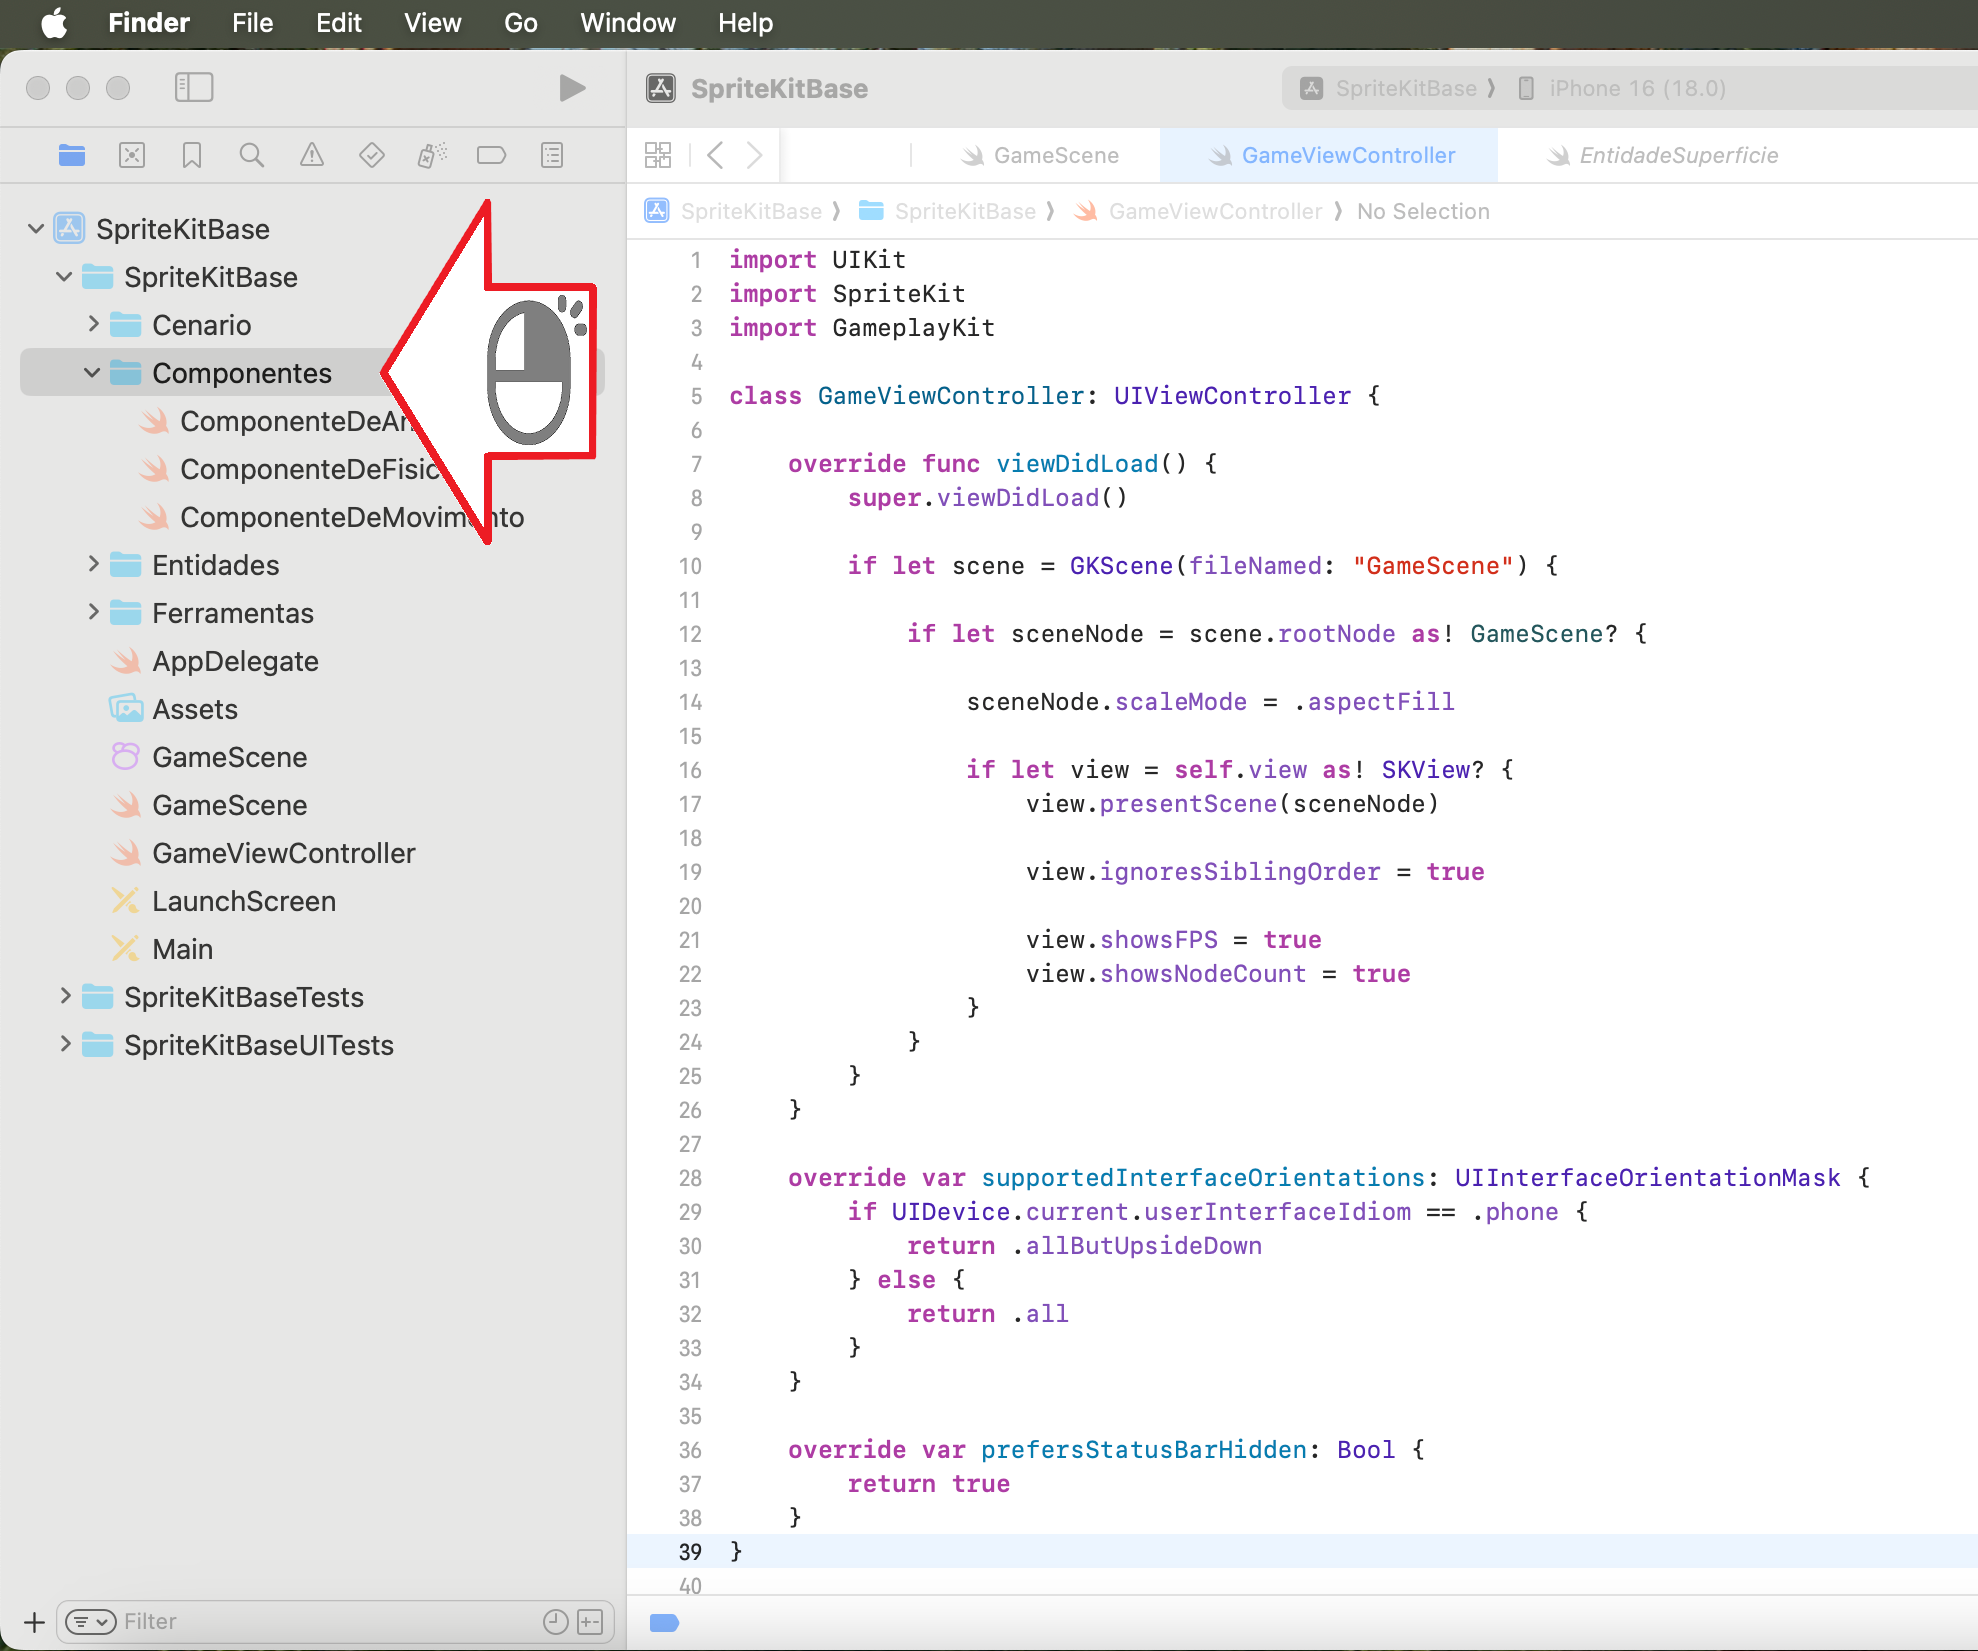 Finder File Edit View Go Window Help
SpriteKitBase
SpriteKitBase ⟩ iPhone 16 (18.0)
GameScene
GameViewController
EntidadeSuperficie
SpriteKitBase ⟩ SpriteKitBase ⟩ GameViewController ⟩ No Selection
SpriteKitBase
SpriteKitBase
Cenario
Componentes
ComponenteDeAn
ComponenteDeFisic
ComponenteDeMovimento
Entidades
Ferramentas
AppDelegate
Assets
GameScene
GameScene
GameViewController
LaunchScreen
Main
SpriteKitBaseTests
SpriteKitBaseUITests
Filter
1 import UIKit
2 import SpriteKit
3 import GameplayKit
4
5 class GameViewController: UIViewController {
6
7 override func viewDidLoad() {
8 super.viewDidLoad()
9
10 if let scene = GKScene(fileNamed: "GameScene") {
11
12 if let sceneNode = scene.rootNode as! GameScene? {
13
14 sceneNode.scaleMode = .aspectFill
15
16 if let view = self.view as! SKView? {
17 view.presentScene(sceneNode)
18
19 view.ignoresSiblingOrder = true
20
21 view.showsFPS = true
22 view.showsNodeCount = true
23 }
24 }
25 }
26 }
27
28 override var supportedInterfaceOrientations: UIInterfaceOrientationMask {
29 if UIDevice.current.userInterfaceIdiom == .phone {
30 return .allButUpsideDown
31 } else {
32 return .all
33 }
34 }
35
36 override var prefersStatusBarHidden: Bool {
37 return true
38 }
39 }
40